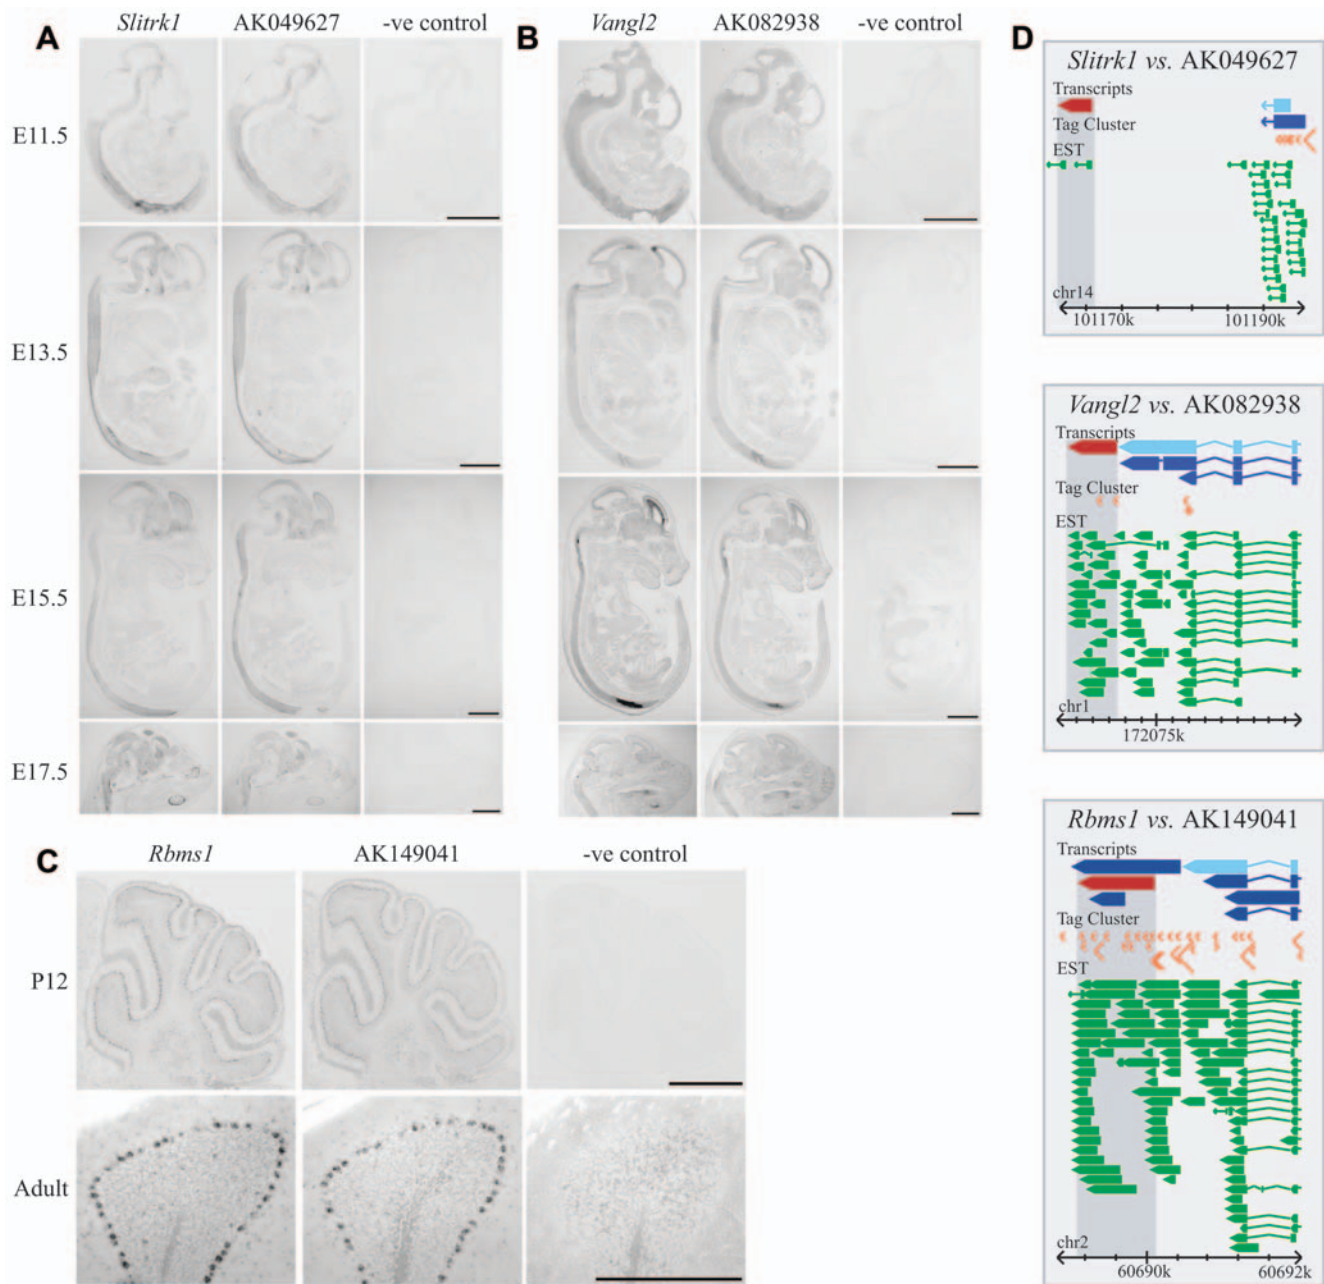 A
Slitrk1 AK049627 -ve control
E11.5
E13.5
E15.5
E17.5
B
Vangl2 AK082938 -ve control
C
Rbms1 AK149041 -ve control
P12
Adult
D
Slitrk1 vs. AK049627
Transcripts
Tag Cluster
EST
chr14
101170k 101190k
Vangl2 vs. AK082938
Transcripts
Tag Cluster
EST
chr1
172075k
Rbms1 vs. AK149041
Transcripts
Tag Cluster
EST
chr2
60690k 60692k